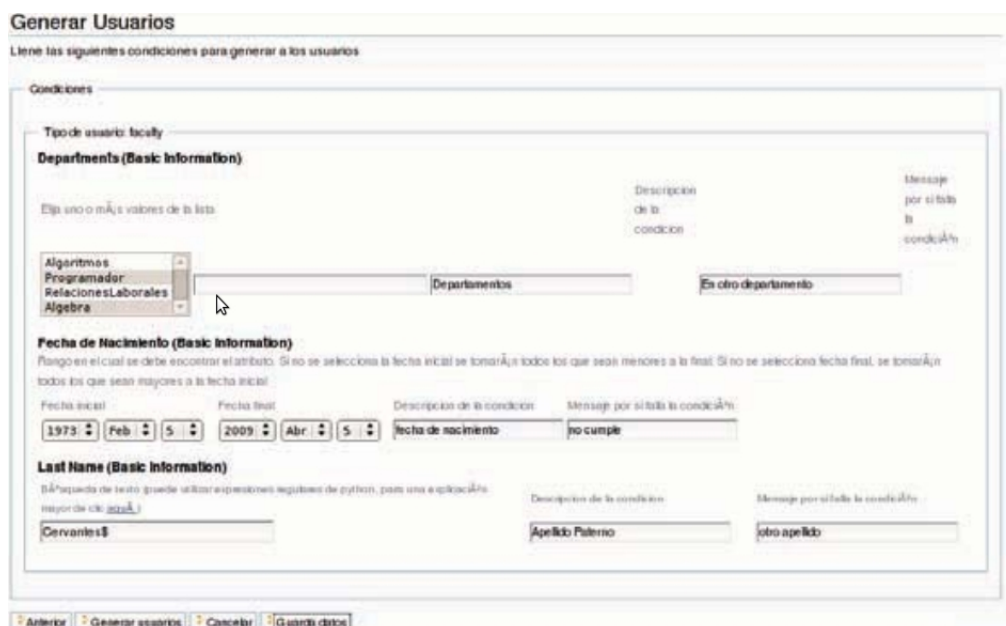 Generar Usuarios
Llene las siguientes condiciones para generar a los usuarios
Condiciones
Tipo de usuario: faculty
Departments (Basic Information)
Elija uno o mÃ¡s valores de la lista
Descripcion
de la
condicion
Mensaje
por si falla
la
condiciÃ³n
Algoritmos
Programador
RelacionesLaborales
Algebra
Departamentos
En otro departamento
Fecha de Nacimiento (Basic Information)
Rango en el cual se debe encontrar el atributo. Si no se selecciona la fecha inicial se tomarÃ¡n todos los que sean menores a la final. Si no se selecciona fecha final, se tomarÃ¡n
todos los que sean mayores a la fecha inicial
Fecha inicial
Fecha final
Descripcion de la condicion
Mensaje por si falla la condiciÃ³n
1973 Feb 5
2009 Abr 5
fecha de nacimiento
no cumple
Last Name (Basic Information)
BÃºsqueda de texto (puede utilizar expresiones regulares de python, para una explicaciÃ³n
mayor de clic aquÃ­.)
Descripcion de la condicion
Mensaje por si falla la condiciÃ³n
Cervantes$
Apellido Paterno
otro apellido
Anterior
Generar usuarios
Cancelar
Guarda datos